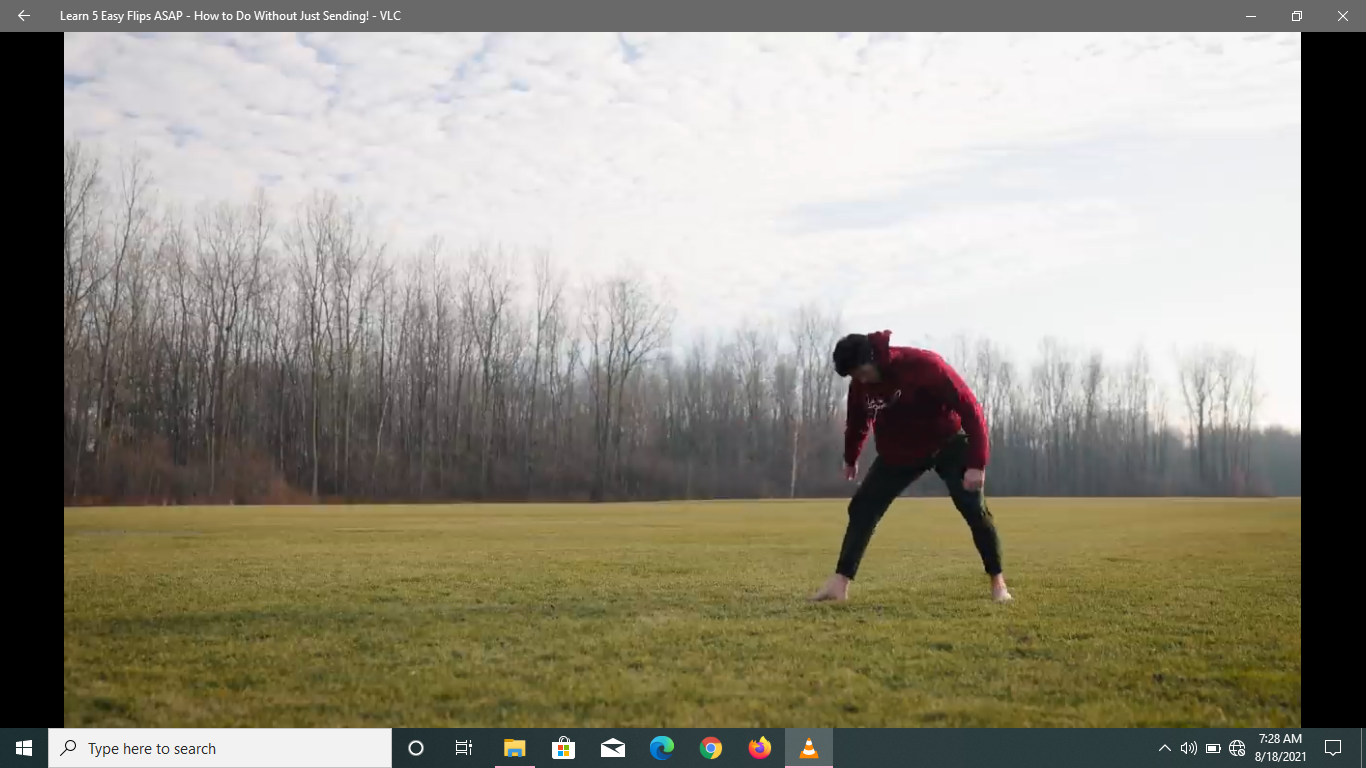 Learn 5 Easy Flips ASAP - How to Do Without Just Sending! - VLC
Type here to search
7:28 AM
8/18/2021